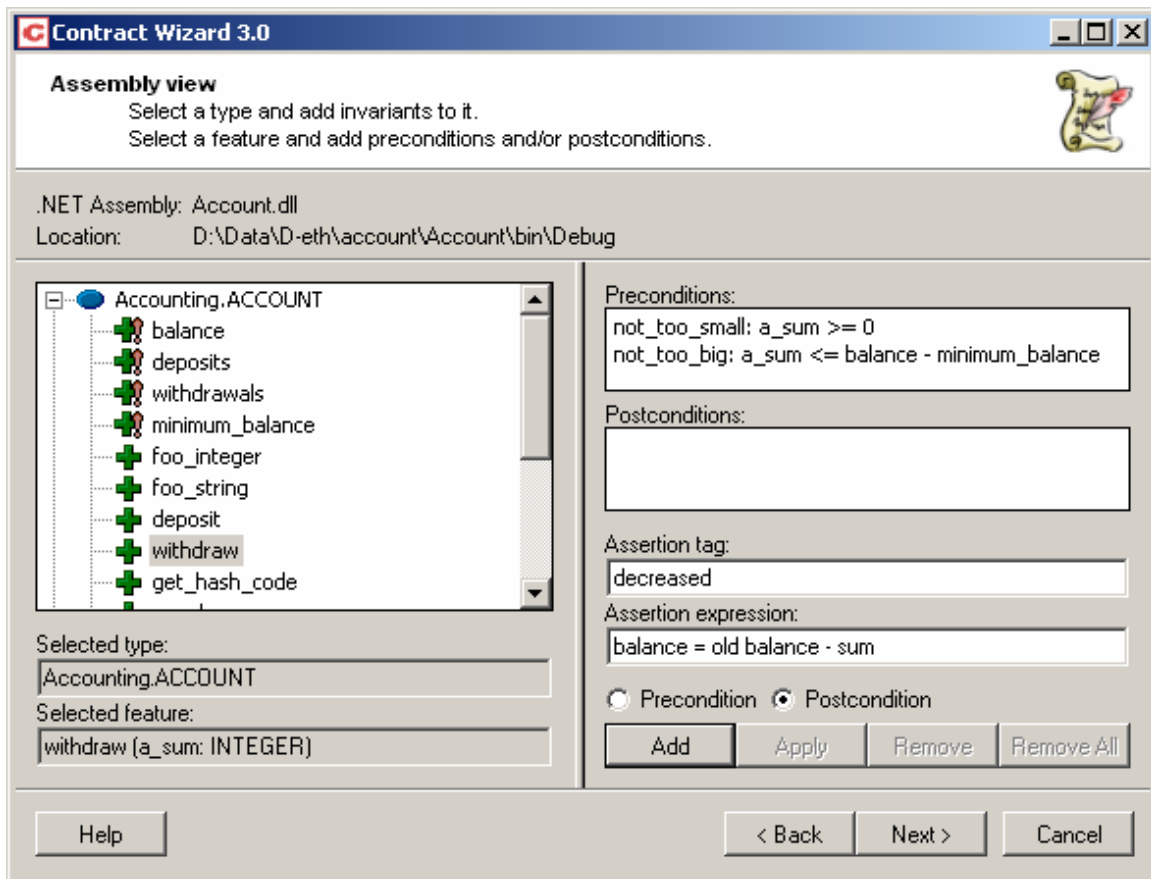 Contract Wizard 3.0
Assembly view
Select a type and add invariants to it.
Select a feature and add preconditions and/or postconditions.
.NET Assembly: Account.dll
Location: D:\Data\D-eth\account\Account\bin\Debug
Accounting.ACCOUNT
balance
deposits
withdrawals
minimum_balance
foo_integer
foo_string
deposit
withdraw
get_hash_code
Selected type:
Accounting.ACCOUNT
Selected feature:
withdraw (a_sum: INTEGER)
Preconditions:
not_too_small: a_sum >= 0
not_too_big: a_sum <= balance - minimum_balance
Postconditions:
Assertion tag:
decreased
Assertion expression:
balance = old balance - sum
Precondition Postcondition
Add Apply Remove Remove All
Help < Back Next > Cancel